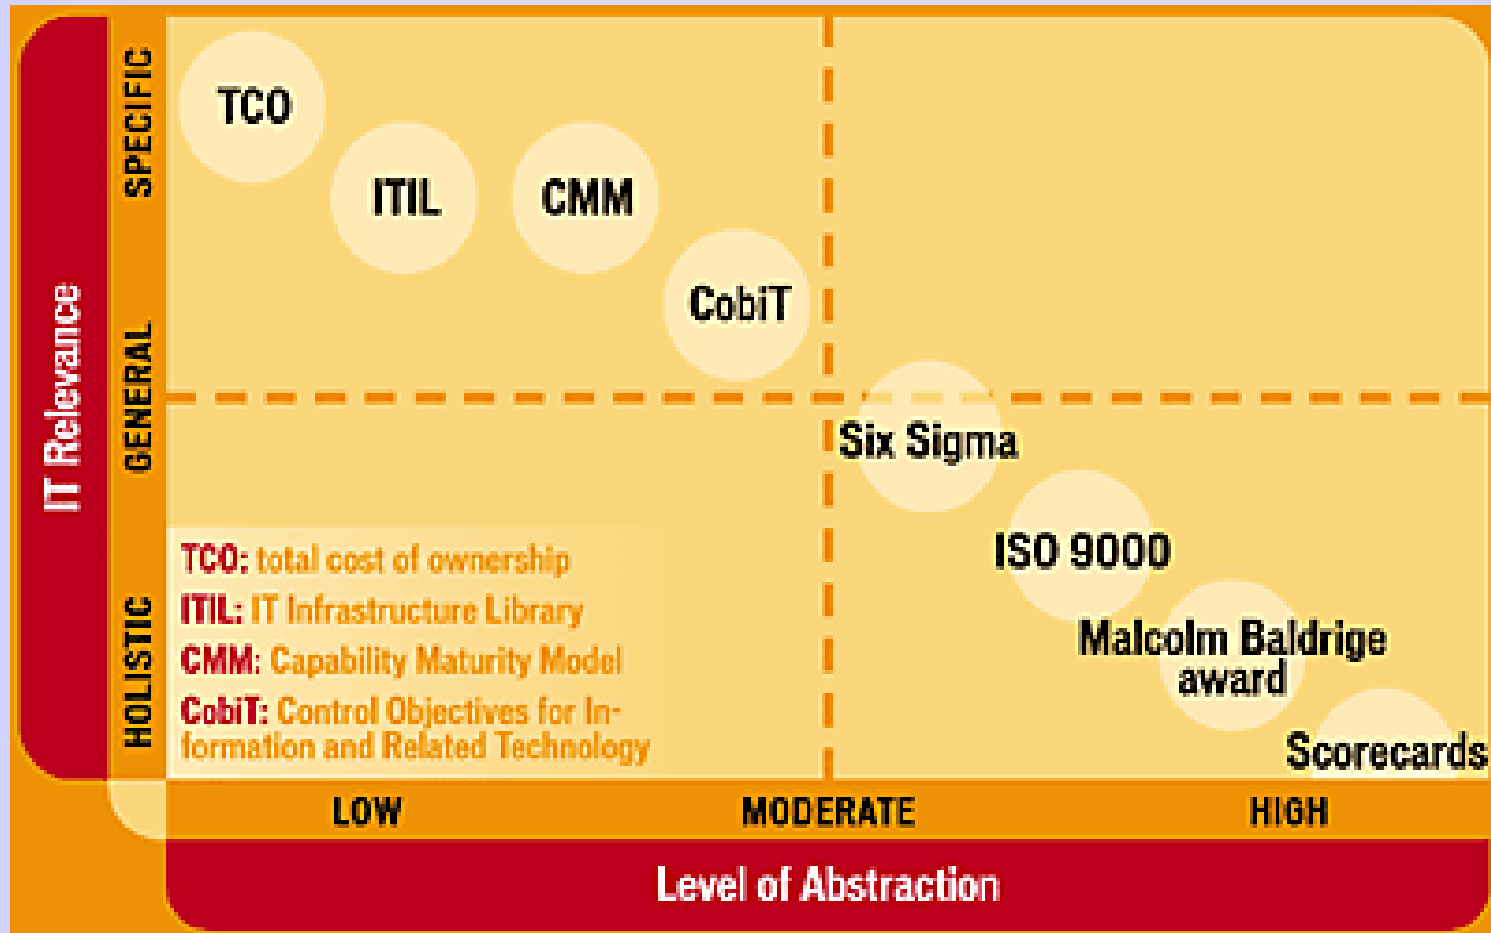 IT Relevance
SPECIFIC
GENERAL
HOLISTIC
TCO
ITIL
CMM
CobiT
Six Sigma
ISO 9000
Malcolm Baldrige
award
Scorecards
TCO: total cost of ownership
ITIL: IT Infrastructure Library
CMM: Capability Maturity Model
CobiT: Control Objectives for In-
formation and Related Technology
LOW
MODERATE
HIGH
Level of Abstraction